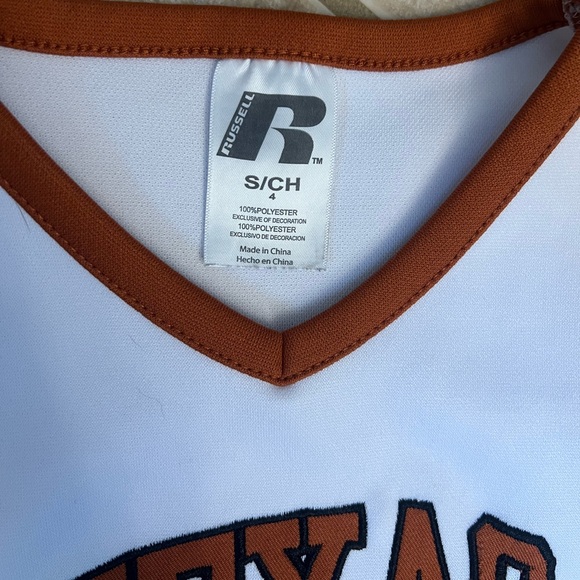 RUSSELL
R
TM
S/CH
4
100%POLYESTER
EXCLUSIVE OF DECORATION
100%POLYESTER
EXCLUSIVO DE DECORACION
Made in China
Hecho en China
TEXAS